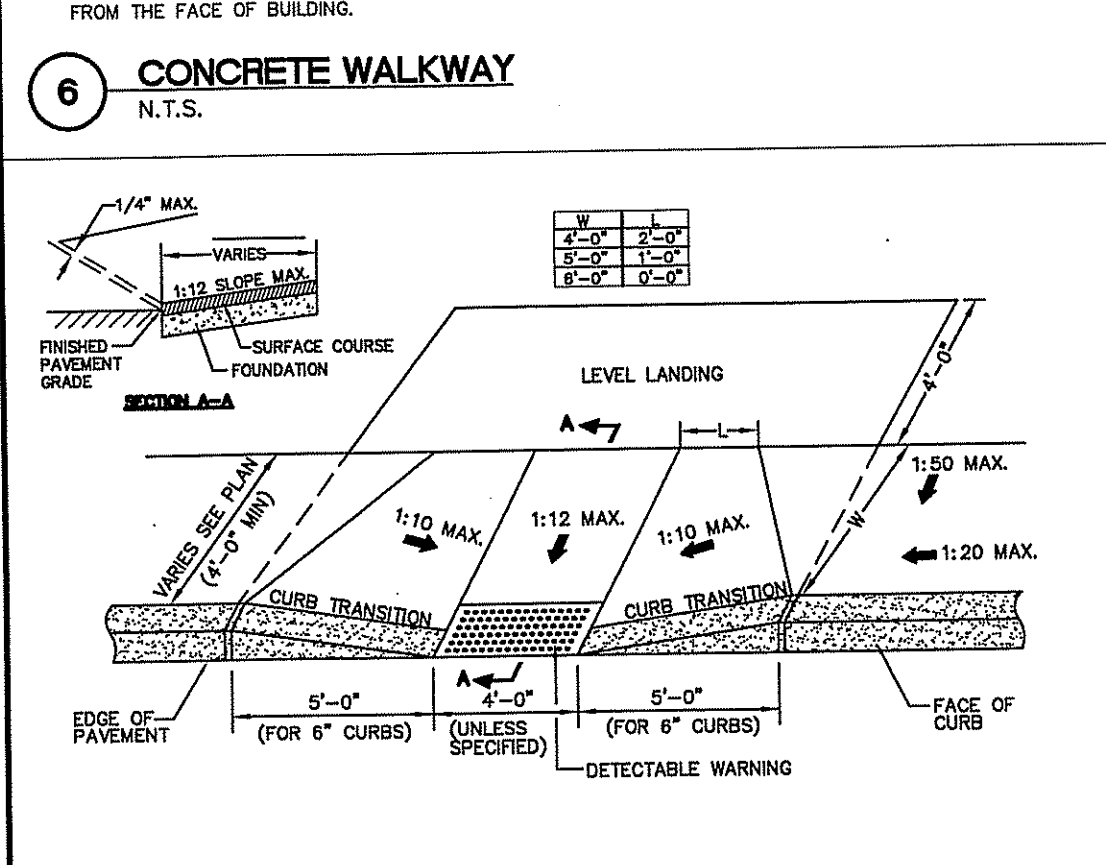 FROM THE FACE OF BUILDING.
6
CONCRETE WALKWAY
N.T.S.
1/4" MAX.
VARIES
1:12 SLOPE MAX.
FINISHED
PAVEMENT
GRADE
SURFACE COURSE
FOUNDATION
SECTION A-A
W L
4'-0" 2'-0"
5'-0" 1'-0"
6'-0" 0'-0"
LEVEL LANDING
4'-0"
A
L
VARIES SEE PLAN
(4'-0" MIN)
1:10 MAX.
1:12 MAX.
1:10 MAX.
W
1:50 MAX.
1:20 MAX.
CURB TRANSITION
CURB TRANSITION
A
EDGE OF
PAVEMENT
5'-0"
(FOR 6" CURBS)
4'-0"
(UNLESS
SPECIFIED)
5'-0"
(FOR 6" CURBS)
FACE OF
CURB
DETECTABLE WARNING